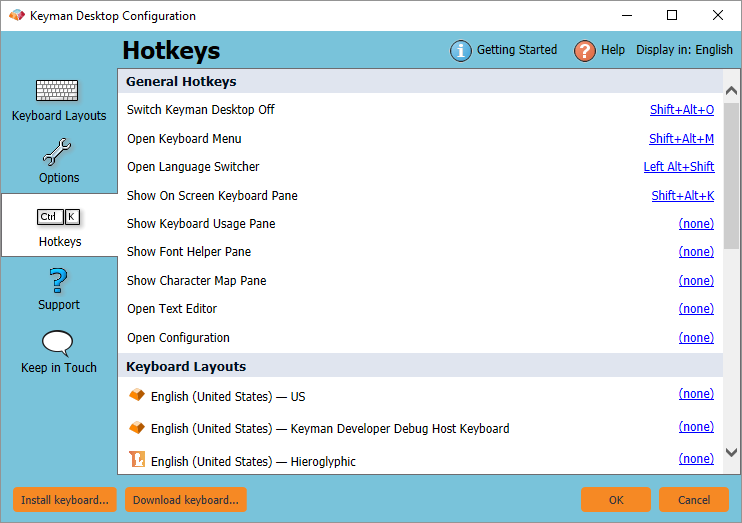 Keyman Desktop Configuration
Hotkeys
Getting Started
Help
Display in: English
Keyboard Layouts
Options
Ctrl K
Hotkeys
Support
Keep in Touch
General Hotkeys
Switch Keyman Desktop Off Shift+Alt+O
Open Keyboard Menu Shift+Alt+M
Open Language Switcher Left Alt+Shift
Show On Screen Keyboard Pane Shift+Alt+K
Show Keyboard Usage Pane (none)
Show Font Helper Pane (none)
Show Character Map Pane (none)
Open Text Editor (none)
Open Configuration (none)
Keyboard Layouts
English (United States) — US (none)
English (United States) — Keyman Developer Debug Host Keyboard (none)
English (United States) — Hieroglyphic (none)
Install keyboard... Download keyboard... OK Cancel